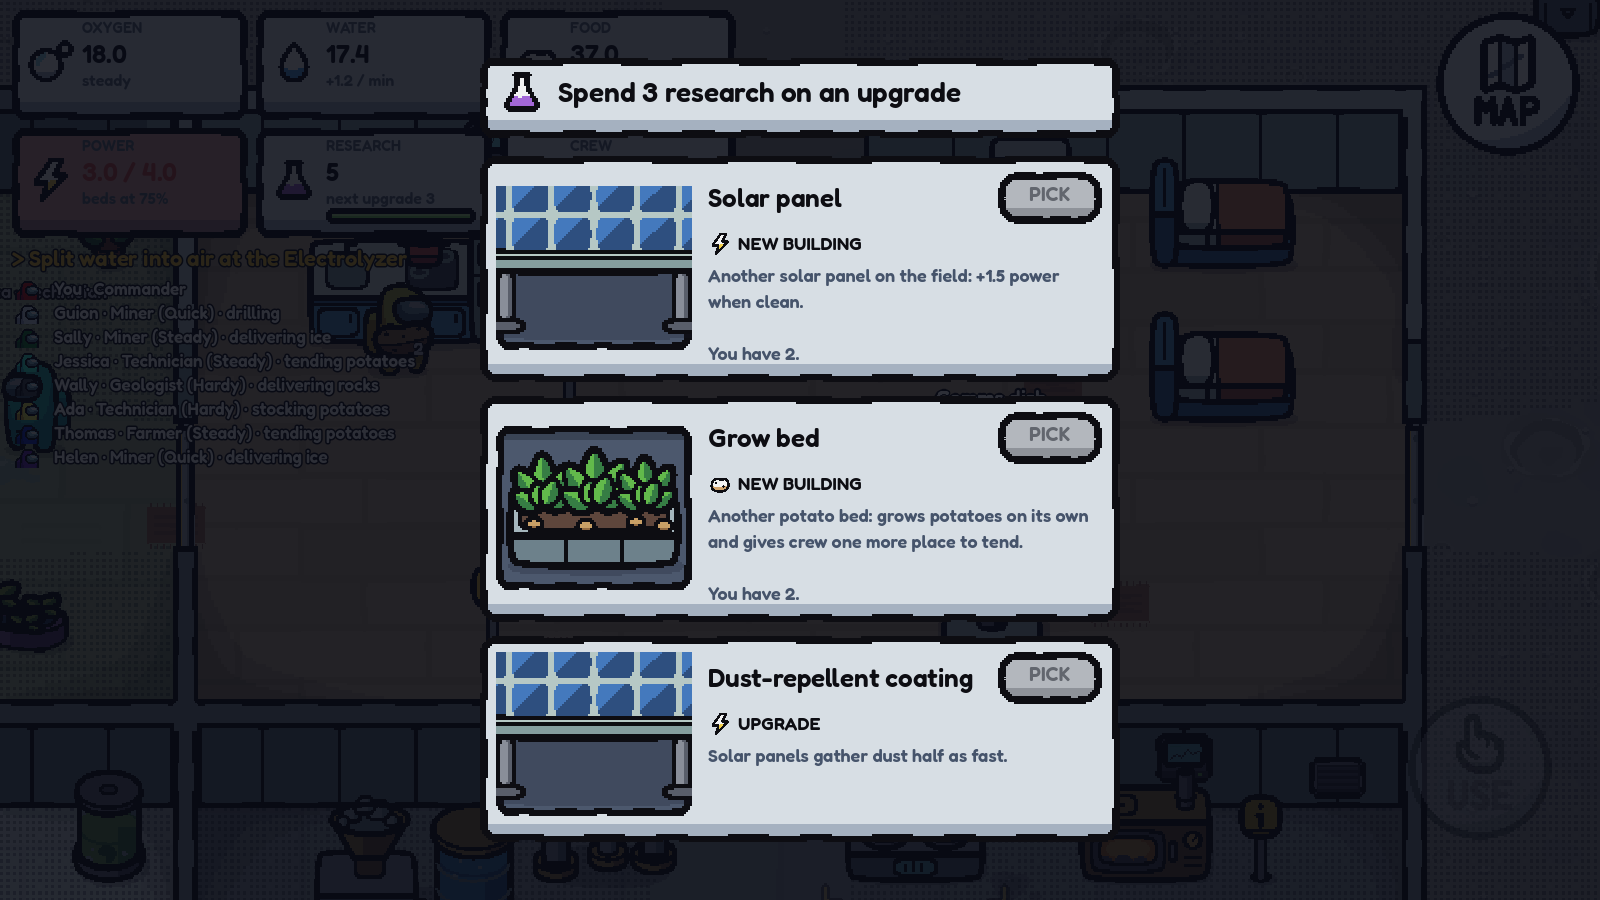 OXYGEN
18.0
steady
WATER
17.4
+1.2 / min
FOOD
37.0
MAP
POWER
3.0 / 4.0
beds at 75%
RESEARCH
5
next upgrade 3
CREW
> Split water into air at the Electrolyzer
You · Commander
Guion · Miner (Quick) · drilling
Sally · Miner (Steady) · delivering ice
Jessica · Technician (Steady) · tending potatoes
Wally · Geologist (Hardy) · delivering rocks
Ada · Technician (Hardy) · stocking potatoes
Thomas · Farmer (Steady) · tending potatoes
Helen · Miner (Quick) · delivering ice
Spend 3 research on an upgrade
Solar panel
PICK
NEW BUILDING
Another solar panel on the field: +1.5 power
when clean.
You have 2.
Grow bed
PICK
NEW BUILDING
Another potato bed: grows potatoes on its own
and gives crew one more place to tend.
You have 2.
Dust-repellent coating
PICK
UPGRADE
Solar panels gather dust half as fast.
USE